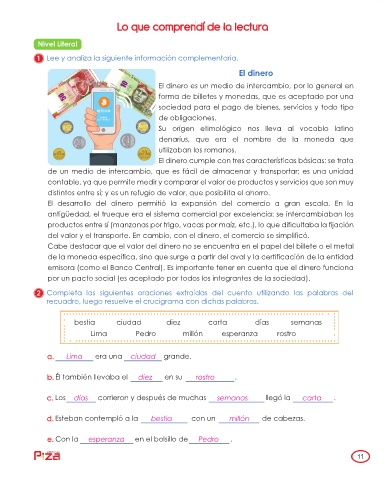 Lo que comprendí de la lectura
Nivel Literal
1 Lee y analiza la siguiente información complementaria.
El dinero
El dinero es un medio de intercambio, por lo general en
forma de billetes y monedas, que es aceptado por una
sociedad para el pago de bienes, servicios y todo tipo
de obligaciones.
Su origen etimológico nos lleva al vocablo latino
denarius, que era el nombre de la moneda que
utilizaban los romanos.
El dinero cumple con tres características básicas: se trata
de un medio de intercambio, que es fácil de almacenar y transportar; es una unidad
contable, ya que permite medir y comparar el valor de productos y servicios que son muy
distintos entre sí; y es un refugio de valor, que posibilita el ahorro.
El desarrollo del dinero permitió la expansión del comercio a gran escala. En la
antigüedad, el trueque era el sistema comercial por excelencia: se intercambiaban los
productos entre sí (manzanas por trigo, vacas por maíz, etc.), lo que dificultaba la fijación
del valor y el transporte. En cambio, con el dinero, el comercio se simplificó.
Cabe destacar que el valor del dinero no se encuentra en el papel del billete o el metal
de la moneda específica, sino que surge a partir del aval y la certificación de la entidad
emisora (como el Banco Central). Es importante tener en cuenta que el dinero funciona
por un pacto social (es aceptado por todos los integrantes de la sociedad).
2 Completa las siguientes oraciones extraídas del cuento utilizando las palabras del
recuadro, luego resuelve el crucigrama con dichas palabras.
bestia ciudad diez carta días semanas
Lima Pedro millón esperanza rostro
a. Lima era una ciudad grande.
b. Él también llevaba el diez en su rostro .
c. Los días corrieron y después de muchas semanas llegó la carta .
d. Esteban contempló a la bestia con un millón de cabezas.
e. Con la esperanza en el bolsillo de Pedro .
11